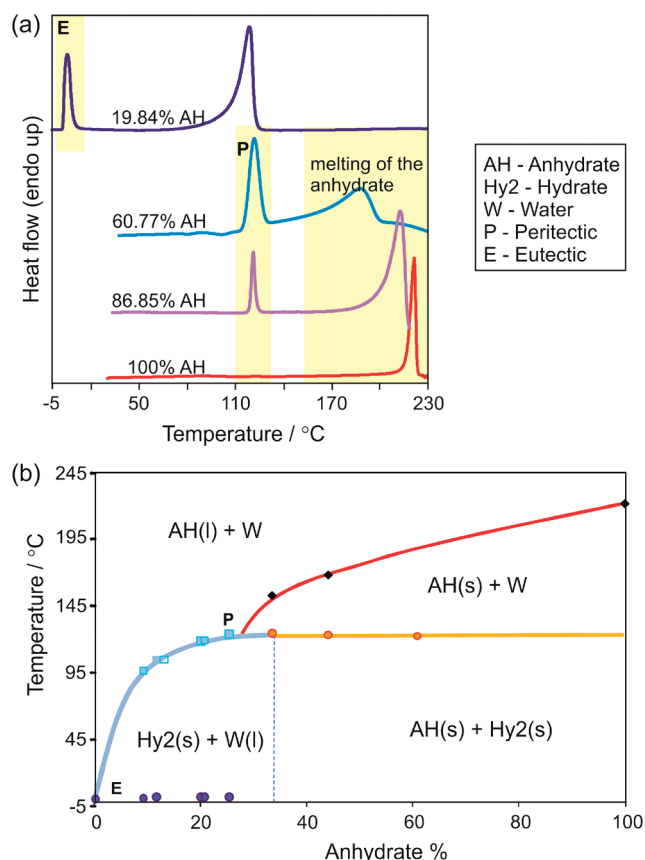 (a)
E
19.84% AH
P
melting of the
anhydrate
60.77% AH
86.85% AH
100% AH
Heat flow (endo up)
-5 50 110 170 230
Temperature / °C
AH - Anhydrate
Hy2 - Hydrate
W - Water
P - Peritectic
E - Eutectic
(b)
245
195
145
95
45
-5
Temperature / °C
AH(l) + W
P
AH(s) + W
Hy2(s) + W(l)
AH(s) + Hy2(s)
E
0 20 40 60 80 100
Anhydrate %